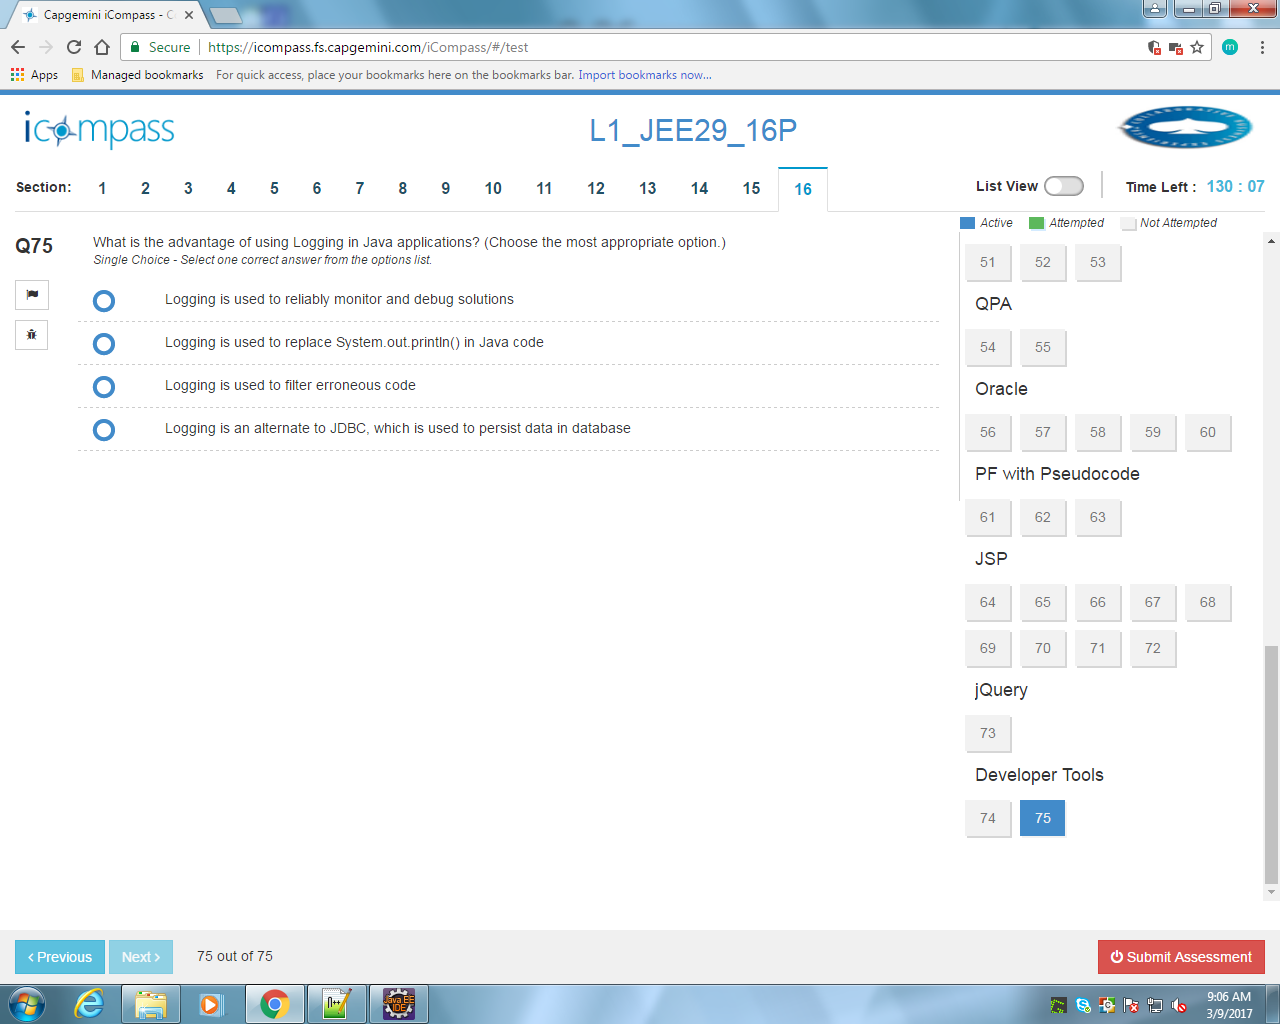 Capgemini iCompass - C
Secure https://icompass.fs.capgemini.com/iCompass/#/test
m
Apps Managed bookmarks For quick access, place your bookmarks here on the bookmarks bar. Import bookmarks now...
icompass
L1_JEE29_16P
Section: 1 2 3 4 5 6 7 8 9 10 11 12 13 14 15 16
List View Time Left : 130 : 07
Active Attempted Not Attempted
Q75
What is the advantage of using Logging in Java applications? (Choose the most appropriate option.)
Single Choice - Select one correct answer from the options list.
Logging is used to reliably monitor and debug solutions
Logging is used to replace System.out.println() in Java code
Logging is used to filter erroneous code
Logging is an alternate to JDBC, which is used to persist data in database
51 52 53
QPA
54 55
Oracle
56 57 58 59 60
PF with Pseudocode
61 62 63
JSP
64 65 66 67 68
69 70 71 72
jQuery
73
Developer Tools
74 75
‹ Previous Next › 75 out of 75
Submit Assessment
Java EE
IDE
9:06 AM
3/9/2017